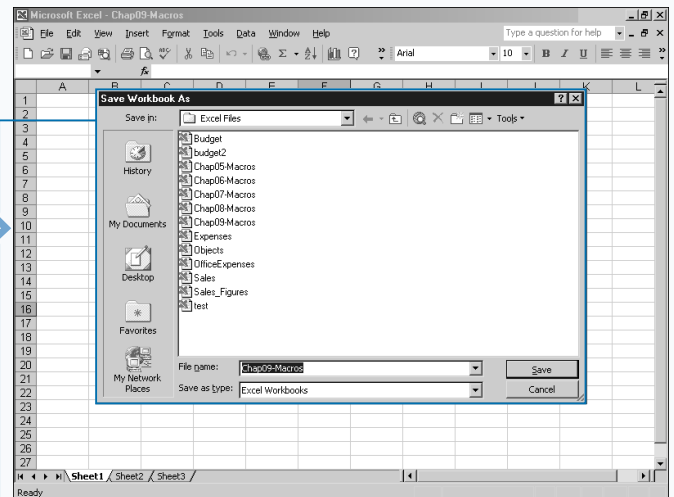 Microsoft Excel - Chap09-Macros
File Edit View Insert Format Tools Data Window Help Type a question for help
Arial 10 B I U
fx
A B C D E F G H I J K L
Save Workbook As
Save in: Excel Files Tools
History
My Documents
Desktop
Favorites
My Network
Places
Budget
budget2
Chap05-Macros
Chap06-Macros
Chap07-Macros
Chap08-Macros
Chap09-Macros
Expenses
Objects
OfficeExpenses
Sales
Sales_Figures
test
File name: Chap09-Macros Save
Save as type: Excel Workbooks Cancel
1
2
3
4
5
6
7
8
9
10
11
12
13
14
15
16
17
18
19
20
21
22
23
24
25
26
27
Sheet1 Sheet2 Sheet3
Ready